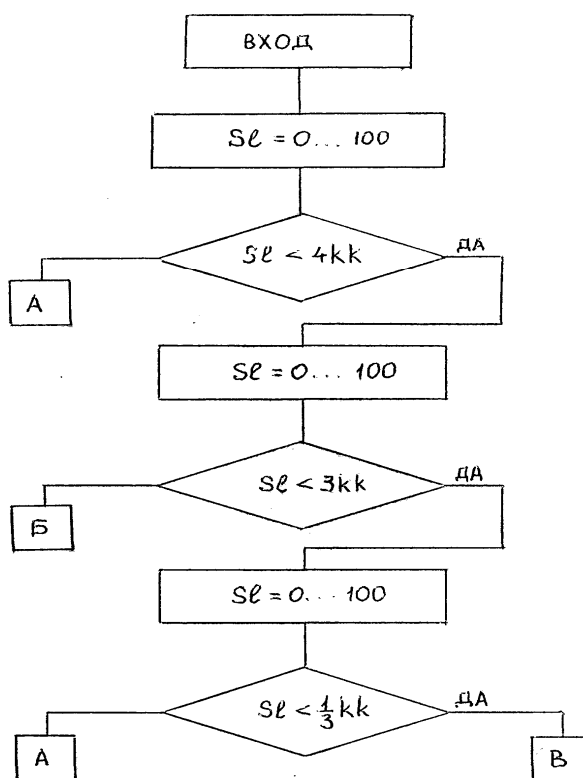 ВХОД
Sℓ = 0... 100
Sℓ < 4kk
ДА
А
Sℓ = 0... 100
Sℓ < 3kk
ДА
Б
Sℓ = 0... 100
Sℓ < 1/3 kk
ДА
А
В